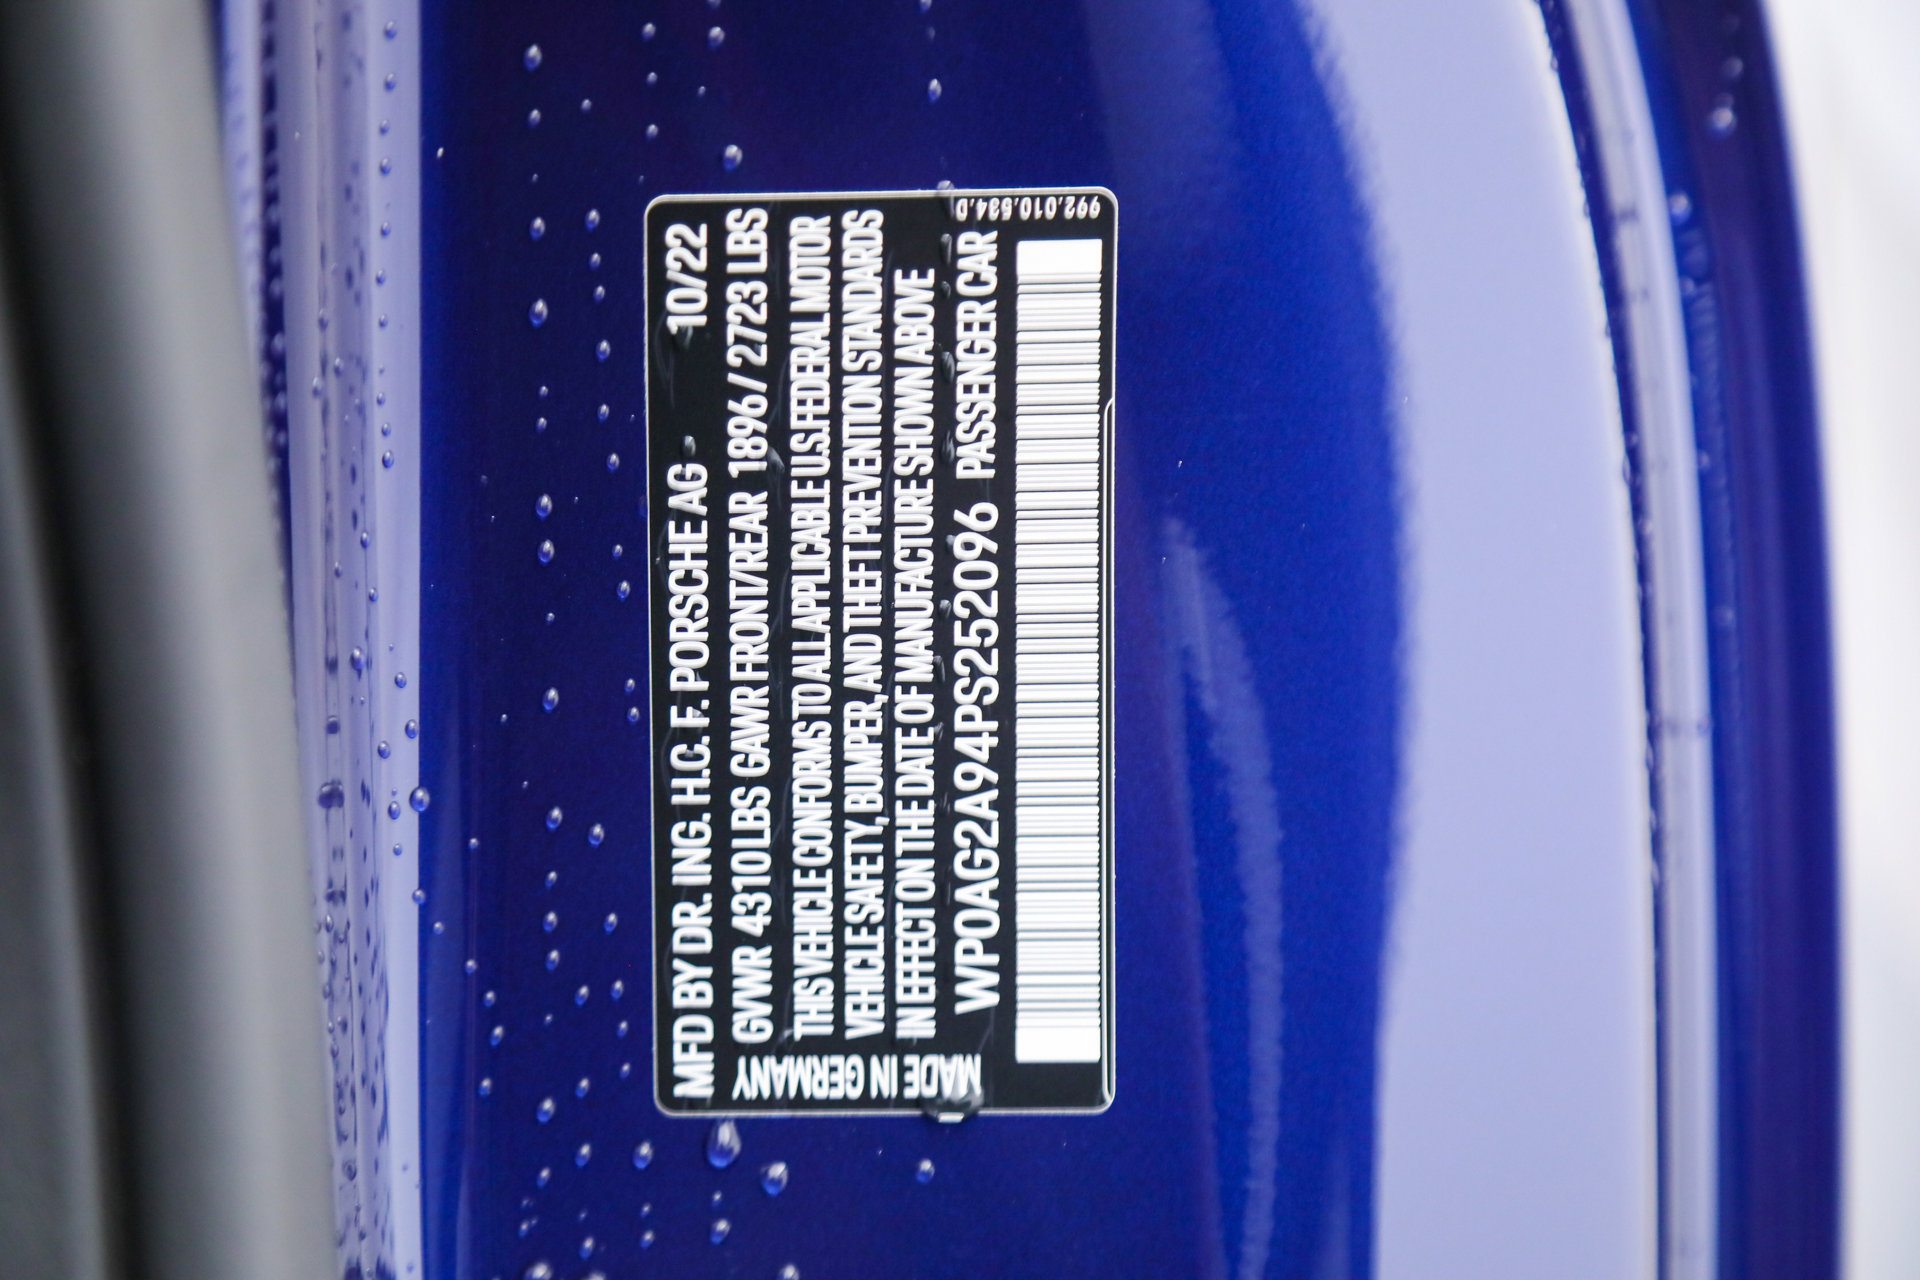 MFD BY DR. ING. H.C. F. PORSCHE AG 10/22
GVWR 4310 LBS GAWR FRONT/REAR 1896 / 2723 LBS
THIS VEHICLE CONFORMS TO ALL APPLICABLE U.S. FEDERAL MOTOR
VEHICLE SAFETY, BUMPER, AND THEFT PREVENTION STANDARDS
IN EFFECT ON THE DATE OF MANUFACTURE SHOWN ABOVE
WP0AG2A94PS252096 PASSENGER CAR
MADE IN GERMANY
992.010.534.D